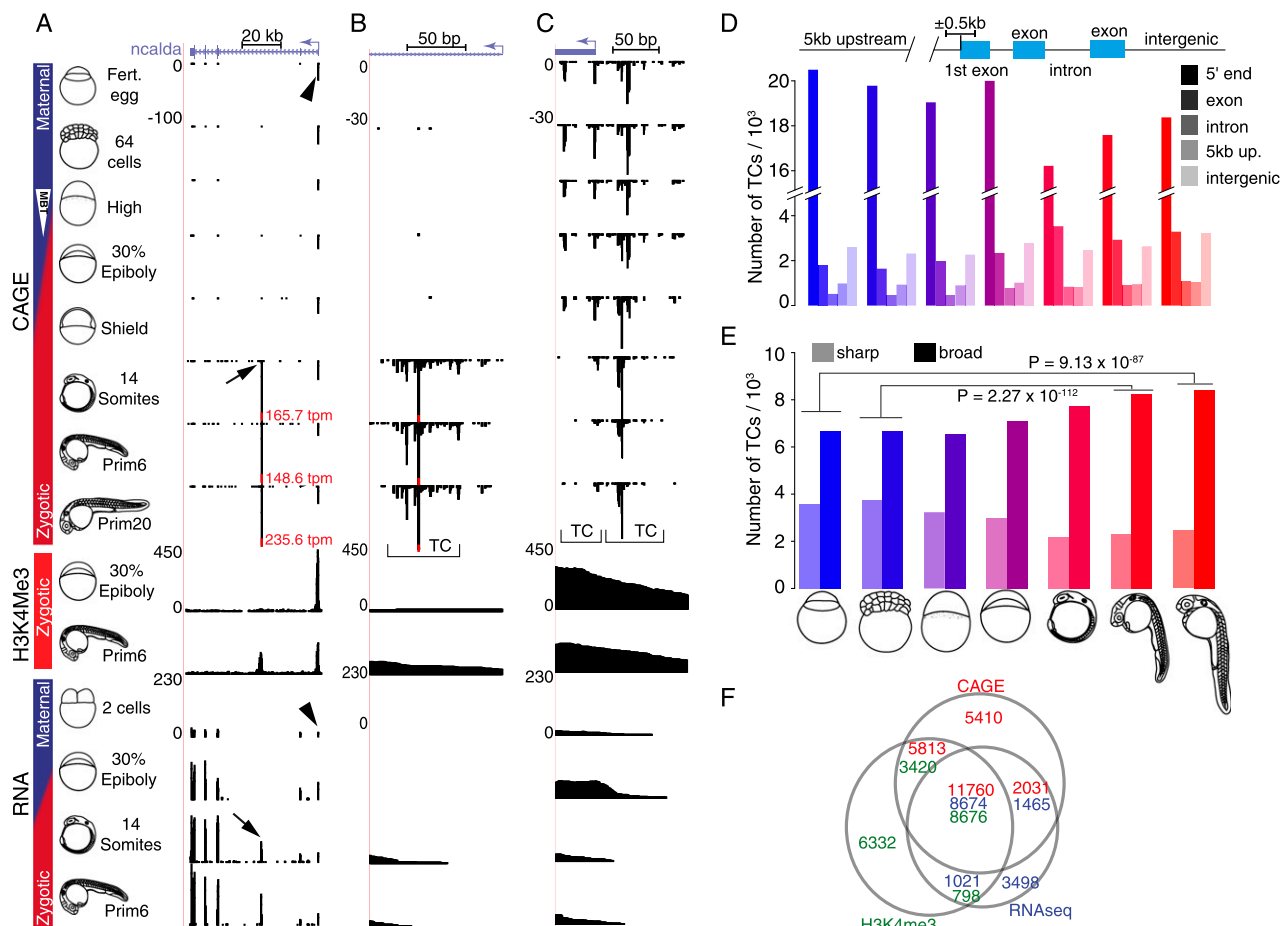 A
B
C
D
20 kb
50 bp
50 bp
ncalda
±0.5kb
5kb upstream
exon
exon
intergenic
1st exon
intron
Maternal
MBT
Zygotic
CAGE
Fert.
egg
64
cells
High
30%
Epiboly
Shield
14
Somites
Prim6
Prim20
0
-100
0
-30
0
-30
165.7 tpm
148.6 tpm
235.6 tpm
TC
TC
TC
H3K4Me3
Zygotic
30%
Epiboly
Prim6
450
0
230
450
0
230
450
0
230
RNA
Maternal
Zygotic
2 cells
30%
Epiboly
14
Somites
Prim6
0
0
0
Number of TCs / 10³
20
18
16
4
2
0
5' end
exon
intron
5kb up.
intergenic
E
sharp
broad
P = 9.13 x 10⁻⁸⁷
P = 2.27 x 10⁻¹¹²
Number of TCs / 10³
10
8
6
4
2
0
F
CAGE
5410
5813
3420
11760
8674
8676
2031
1465
6332
1021
798
3498
RNAseq
H3K4me3